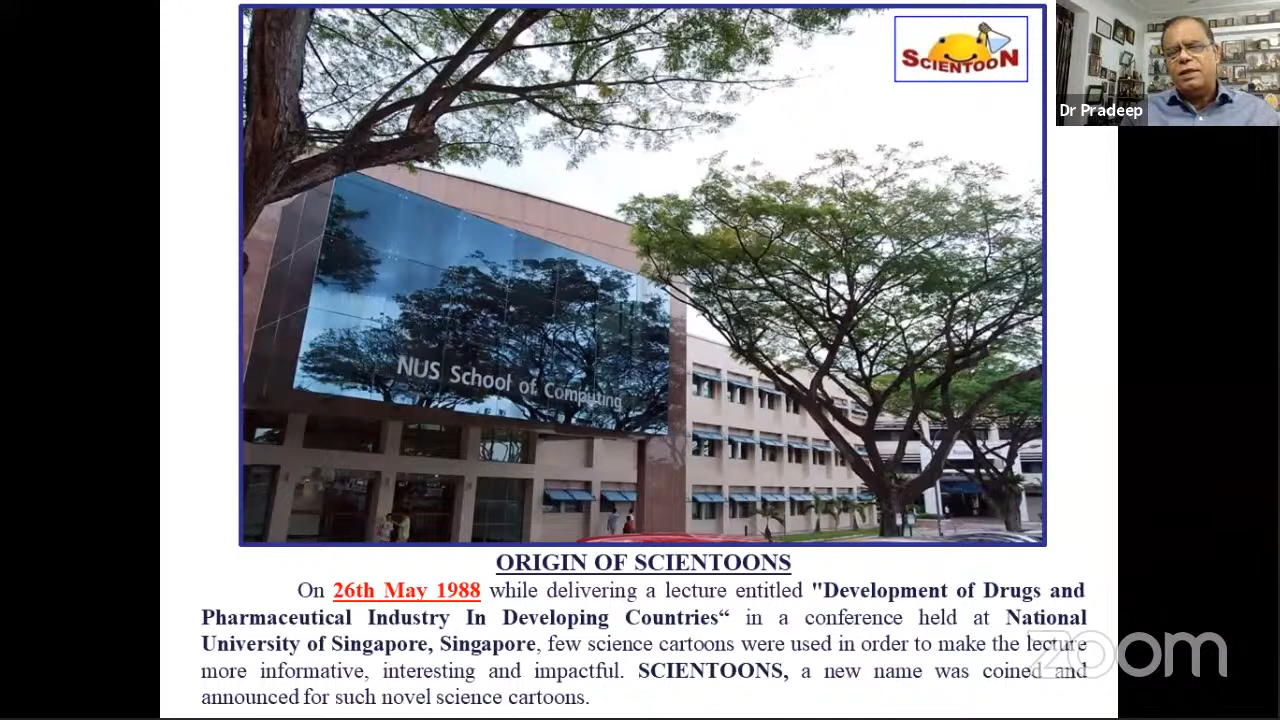 SCIENTOON
Dr Pradeep
NUS School of Computing
ORIGIN OF SCIENTOONS
On 26th May 1988 while delivering a lecture entitled "Development of Drugs and
Pharmaceutical Industry In Developing Countries“ in a conference held at National
University of Singapore, Singapore, few science cartoons were used in order to make the lecture
more informative, interesting and impactful. SCIENTOONS, a new name was coined and
announced for such novel science cartoons.
zoom